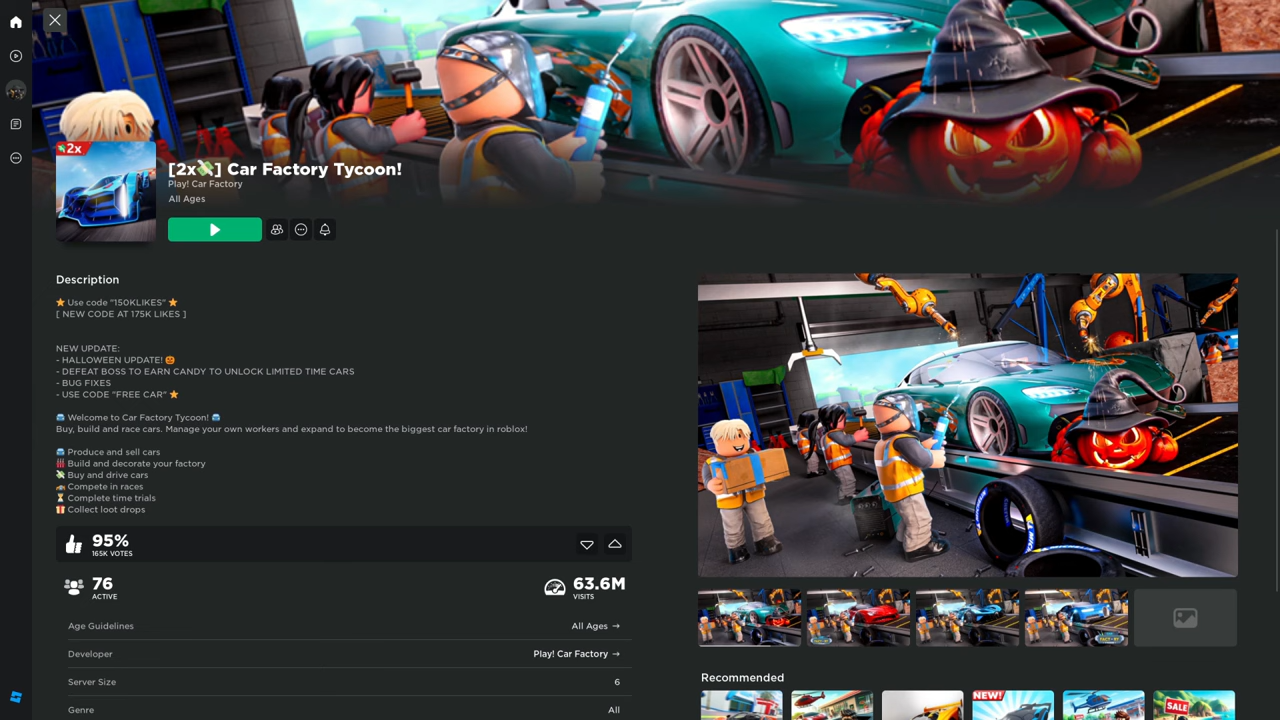 2x
[2x💸] Car Factory Tycoon!
Play! Car Factory
All Ages
Description
⭐ Use code "150KLIKES" ⭐
[ NEW CODE AT 175K LIKES ]
NEW UPDATE:
- HALLOWEEN UPDATE! 🎃
- DEFEAT BOSS TO EARN CANDY TO UNLOCK LIMITED TIME CARS
- BUG FIXES
- USE CODE "FREE CAR" ⭐
🚘 Welcome to Car Factory Tycoon! 🚘
Buy, build and race cars. Manage your own workers and expand to become the biggest car factory in roblox!
🚘 Produce and sell cars
Build and decorate your factory
💸 Buy and drive cars
Compete in races
⏳ Complete time trials
🎁 Collect loot drops
95%
165K VOTES
76
ACTIVE
63.6M
VISITS
Age Guidelines
All Ages →
Developer
Play! Car Factory →
Server Size
6
Genre
All
Recommended
NEW!
SALE